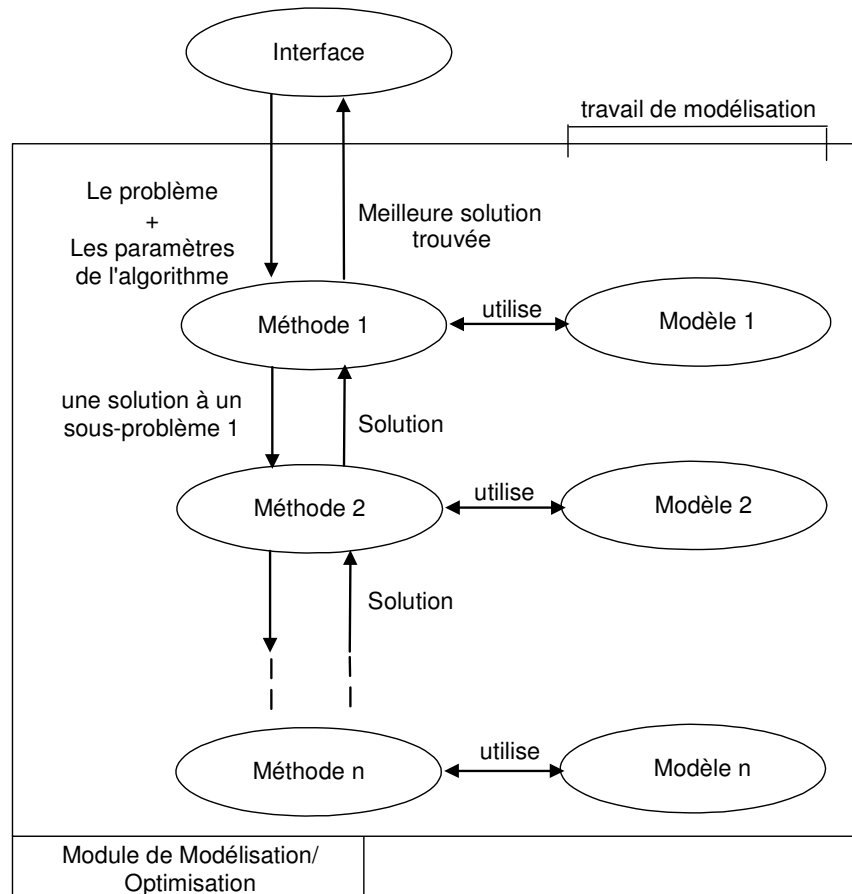 Interface
travail de modélisation
Le problème
+
Les paramètres
de l'algorithme
Meilleure solution
trouvée
Méthode 1
utilise
Modèle 1
une solution à un
sous-problème 1
Solution
Méthode 2
utilise
Modèle 2
Solution
Méthode n
utilise
Modèle n
Module de Modélisation/
Optimisation